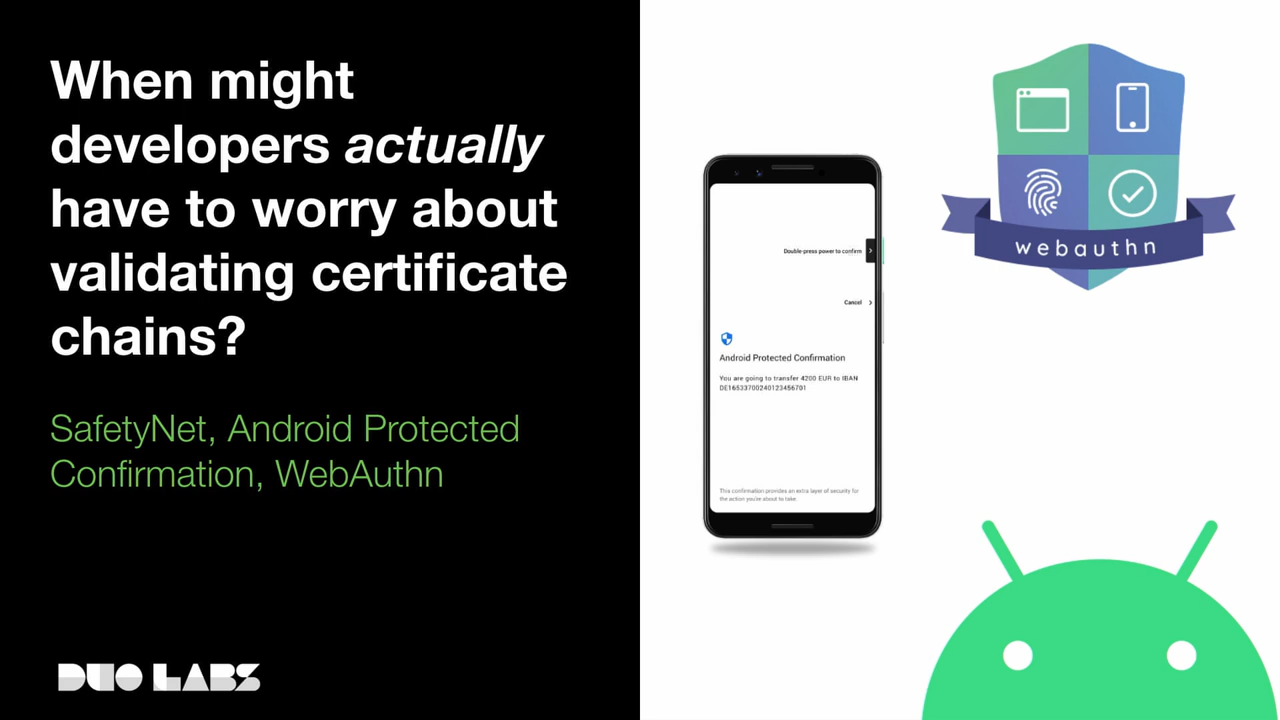 When might
developers actually
have to worry about
validating certificate
chains?
SafetyNet, Android Protected
Confirmation, WebAuthn
DUO LABS
Double-press power to confirm
Cancel
Android Protected Confirmation
You are going to transfer 4200 EUR to IBAN
DE16533700240123456701
This confirmation provides an extra layer of security for
the action you're about to take
webauthn